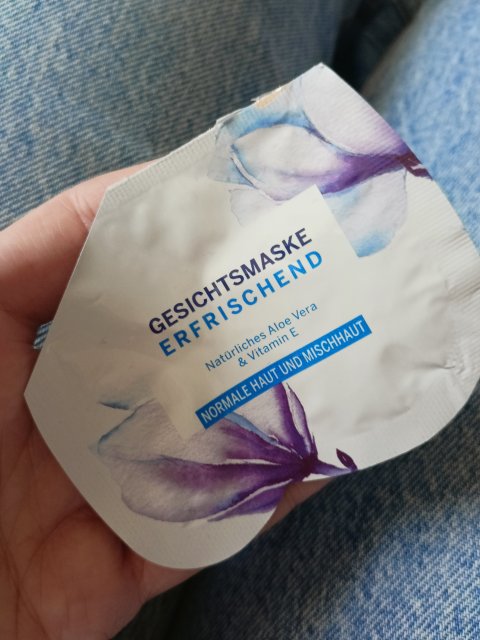 GESICHTSMASKE
ERFRISCHEND
Natürliches Aloe Vera
& Vitamin E
NORMALE HAUT UND MISCHHAUT